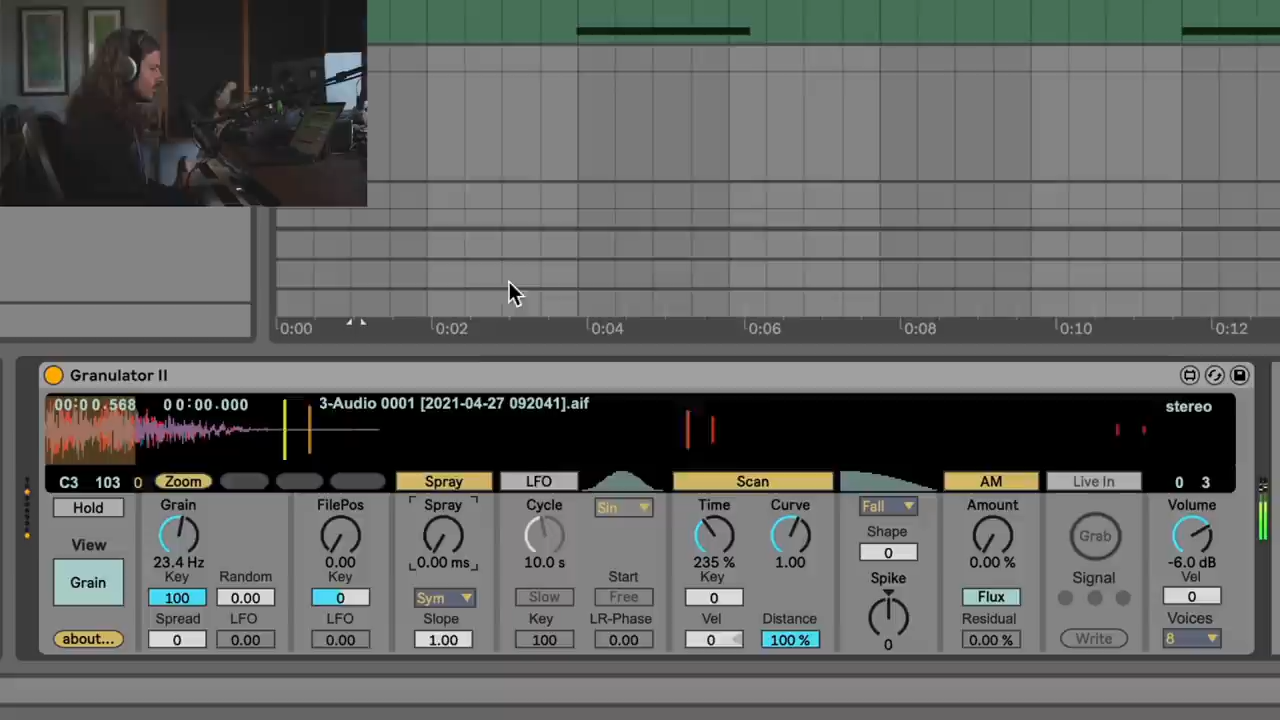 0:00 0:02 0:04 0:06 0:08 0:10 0:12
Granulator II
00:00.568 00:00.000 3-Audio 0001 [2021-04-27 092041].aif stereo
C3 103 0 Zoom Spray LFO Scan AM Live In 0 3
Hold Grain FilePos Spray Cycle Sin Time Curve Fall Amount Volume
View 23.4 Hz 0.00 0.00 ms 10.0 s 235 % 1.00 Shape 0 0.00 % Grab -6.0 dB
Grain Key Random Key Start Key Spike Signal Vel
100 0.00 0 Sym Slow Free 0 Flux 0
Spread LFO LFO Slope Key LR-Phase Vel Distance Residual Voices
about... 0 0.00 0.00 1.00 100 0.00 0 100 % 0 0.00 % Write 8